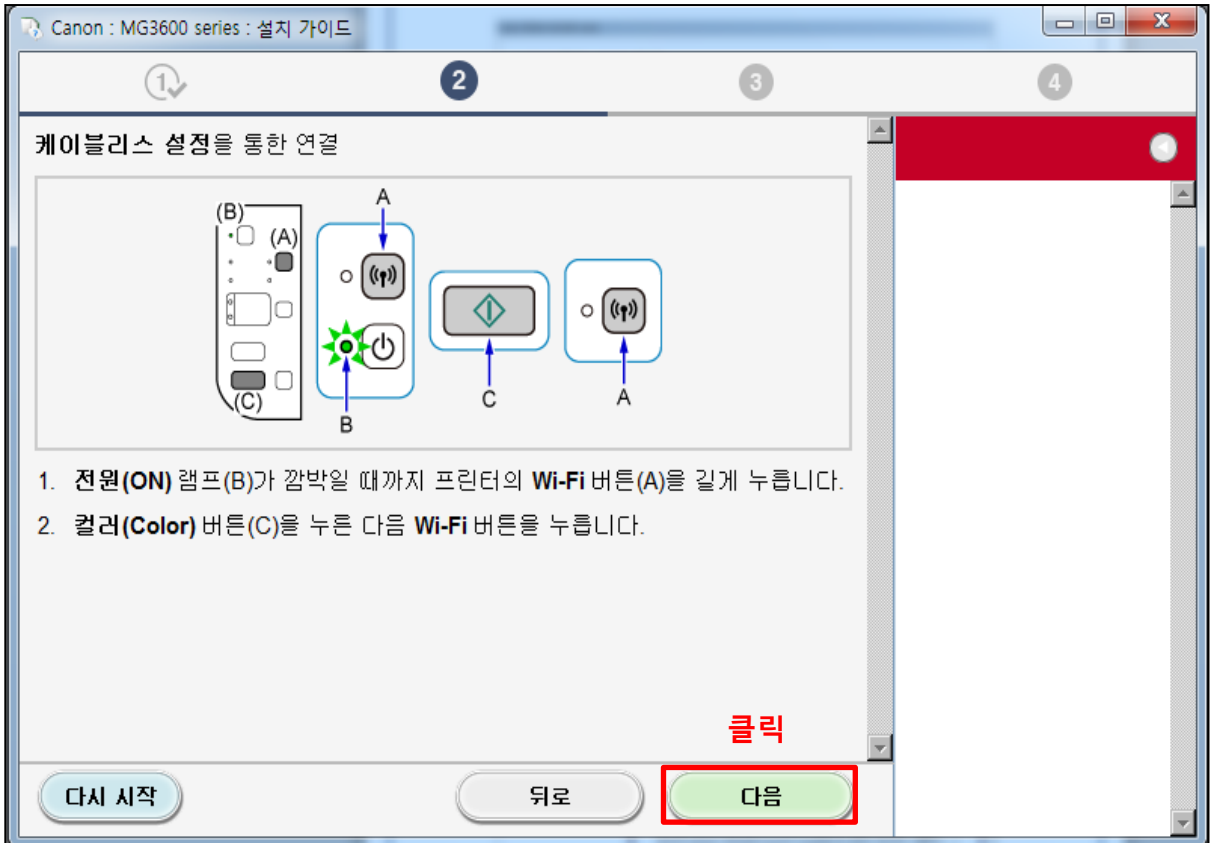 Canon : MG3600 series : 설치 가이드
1 2 3 4
케이블리스 설정을 통한 연결
A
(B)
(A)
(C)
B
C
A
1. 전원(ON) 램프(B)가 깜박일 때까지 프린터의 Wi-Fi 버튼(A)을 길게 누릅니다.
2. 컬러(Color) 버튼(C)을 누른 다음 Wi-Fi 버튼을 누릅니다.
클릭
다시 시작 뒤로 다음